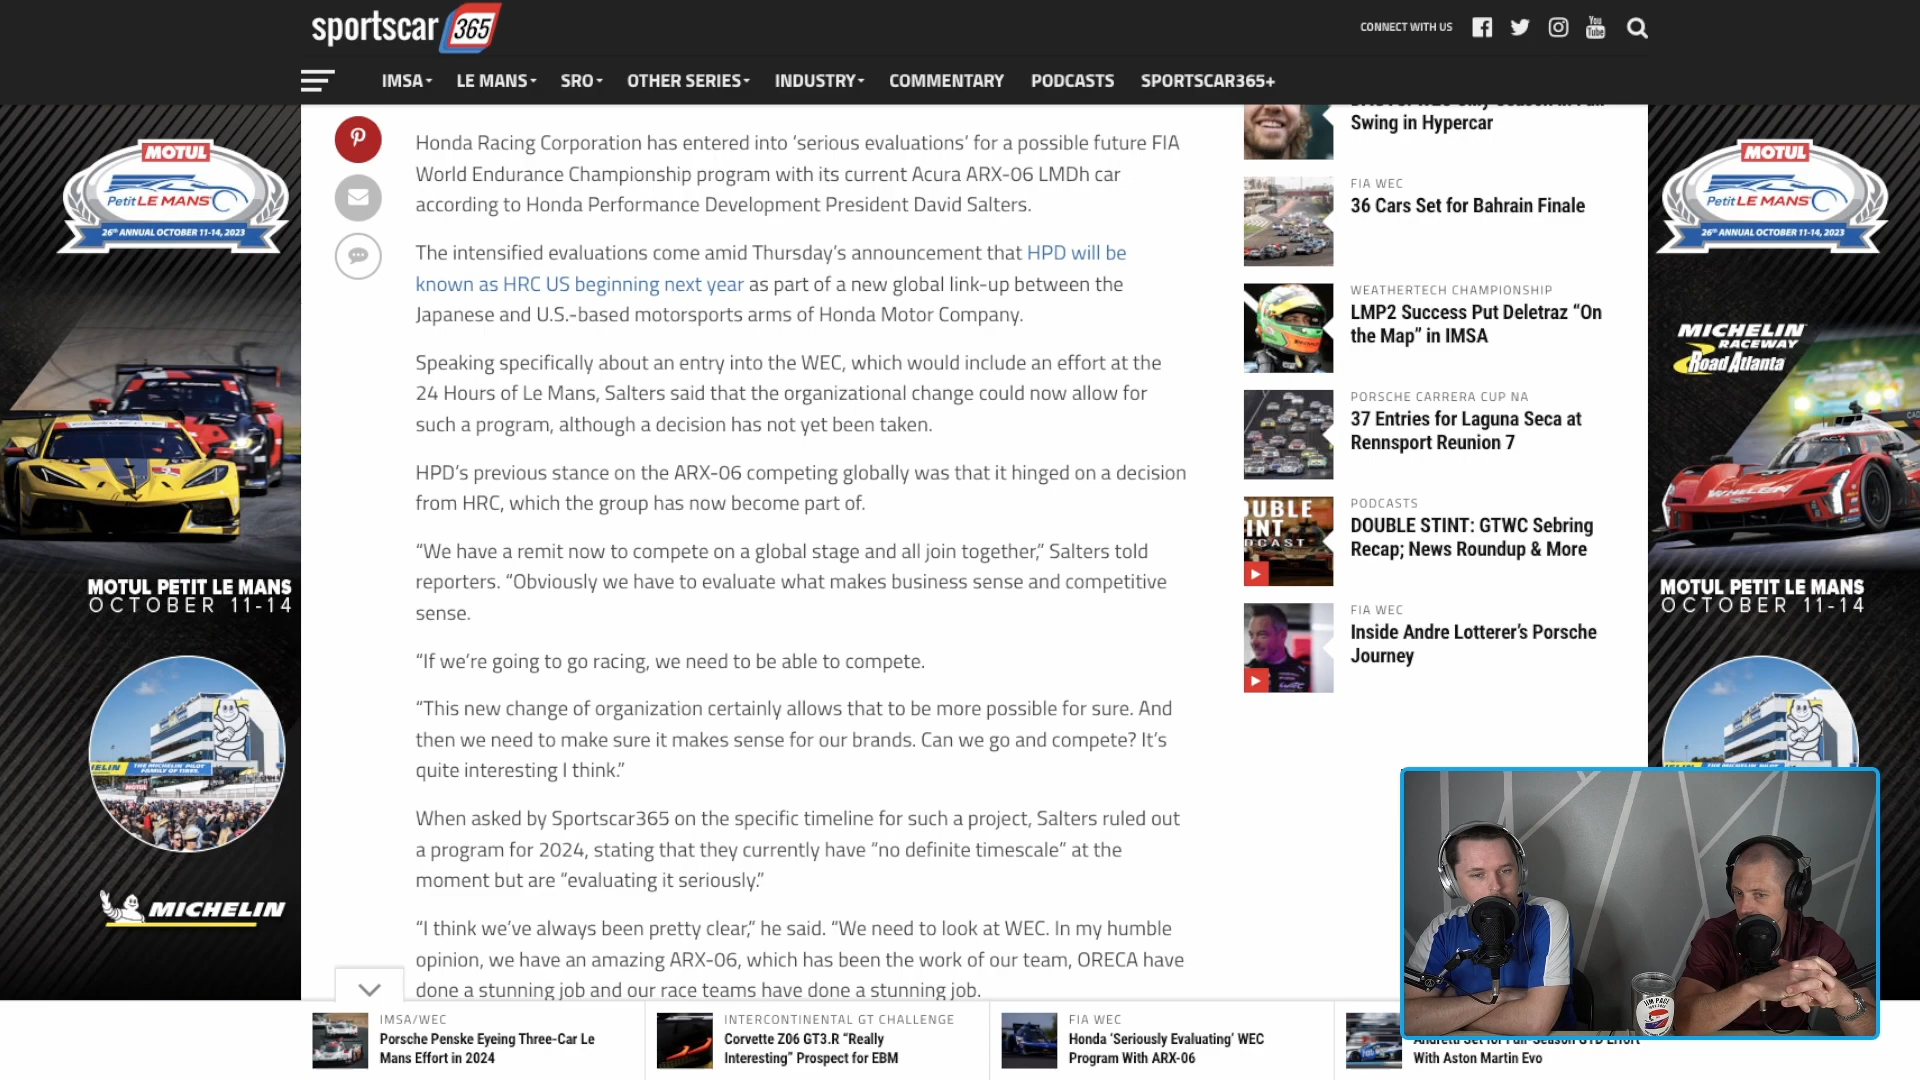 sportscar 365
CONNECT WITH US
You
Tube
IMSA
LE MANS
SRO
OTHER SERIES
INDUSTRY
COMMENTARY
PODCASTS
SPORTSCAR365+
Honda Racing Corporation has entered into ‘serious evaluations’ for a possible future FIA
World Endurance Championship program with its current Acura ARX-06 LMDh car
according to Honda Performance Development President David Salters.
The intensified evaluations come amid Thursday’s announcement that HPD will be
known as HRC US beginning next year as part of a new global link-up between the
Japanese and U.S.-based motorsports arms of Honda Motor Company.
Speaking specifically about an entry into the WEC, which would include an effort at the
24 Hours of Le Mans, Salters said that the organizational change could now allow for
such a program, although a decision has not yet been taken.
HPD’s previous stance on the ARX-06 competing globally was that it hinged on a decision
from HRC, which the group has now become part of.
“We have a remit now to compete on a global stage and all join together,” Salters told
reporters. “Obviously we have to evaluate what makes business sense and competitive
sense.
“If we’re going to go racing, we need to be able to compete.
“This new change of organization certainly allows that to be more possible for sure. And
then we need to make sure it makes sense for our brands. Can we go and compete? It’s
quite interesting I think.”
When asked by Sportscar365 on the specific timeline for such a project, Salters ruled out
a program for 2024, stating that they currently have “no definite timescale” at the
moment but are “evaluating it seriously.”
“I think we’ve always been pretty clear,” he said. “We need to look at WEC. In my humble
opinion, we have an amazing ARX-06, which has been the work of our team, ORECA have
done a stunning job and our race teams have done a stunning job.
Swing in Hypercar
FIA WEC
36 Cars Set for Bahrain Finale
WEATHERTECH CHAMPIONSHIP
LMP2 Success Put Deletraz “On
the Map” in IMSA
PORSCHE CARRERA CUP NA
37 Entries for Laguna Seca at
Rennsport Reunion 7
PODCASTS
DOUBLE STINT: GTWC Sebring
Recap; News Roundup & More
FIA WEC
Inside Andre Lotterer’s Porsche
Journey
MOTUL
Petit LE MANS
26TH ANNUAL OCTOBER 11-14, 2023
MOTUL PETIT LE MANS
OCTOBER 11-14
MICHELIN
MOTUL
Petit LE MANS
26TH ANNUAL OCTOBER 11-14, 2023
MICHELIN
RACEWAY
Road Atlanta
WHELEN
MOTUL PETIT LE MANS
OCTOBER 11-14
IMSA/WEC
Porsche Penske Eyeing Three-Car Le
Mans Effort in 2024
INTERCONTINENTAL GT CHALLENGE
Corvette Z06 GT3.R “Really
Interesting” Prospect for EBM
FIA WEC
Honda ‘Seriously Evaluating’ WEC
Program With ARX-06
Andretti Set for Full-Season GTD Effort
With Aston Martin Evo